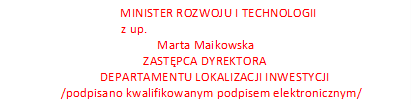 MINISTER ROZWOJU I TECHNOLOGII
z up.
Marta Maikowska
ZASTĘPCA DYREKTORA
DEPARTAMENTU LOKALIZACJI INWESTYCJI
/podpisano kwalifikowanym podpisem elektronicznym/